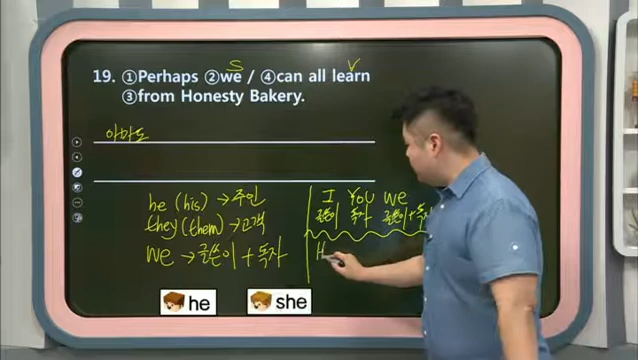 S V
19. ①Perhaps ②we / ④can all learn
③from Honesty Bakery.
아마도
he (his) → 주인
they(them) → 고객
we → 글쓴이 + 독자
I You we
글쓴이 독자 글쓴이+독자
H
he she